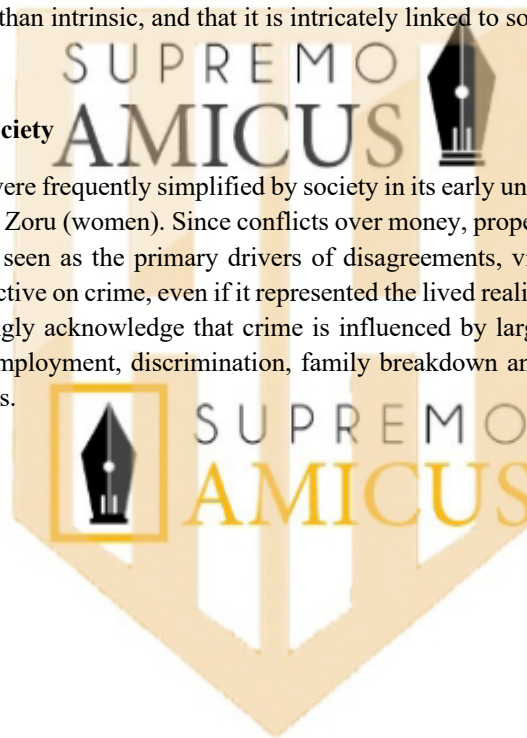 than intrinsic, and that it is intricately linked to so
SUPREMO
AMICUS
ciety
were frequently simplified by society in its early un
Zoru (women). Since conflicts over money, prope
seen as the primary drivers of disagreements, vi
ctive on crime, even if it represented the lived reali
gly acknowledge that crime is influenced by larg
mployment, discrimination, family breakdown an
s.
SUPREMO
AMICUS